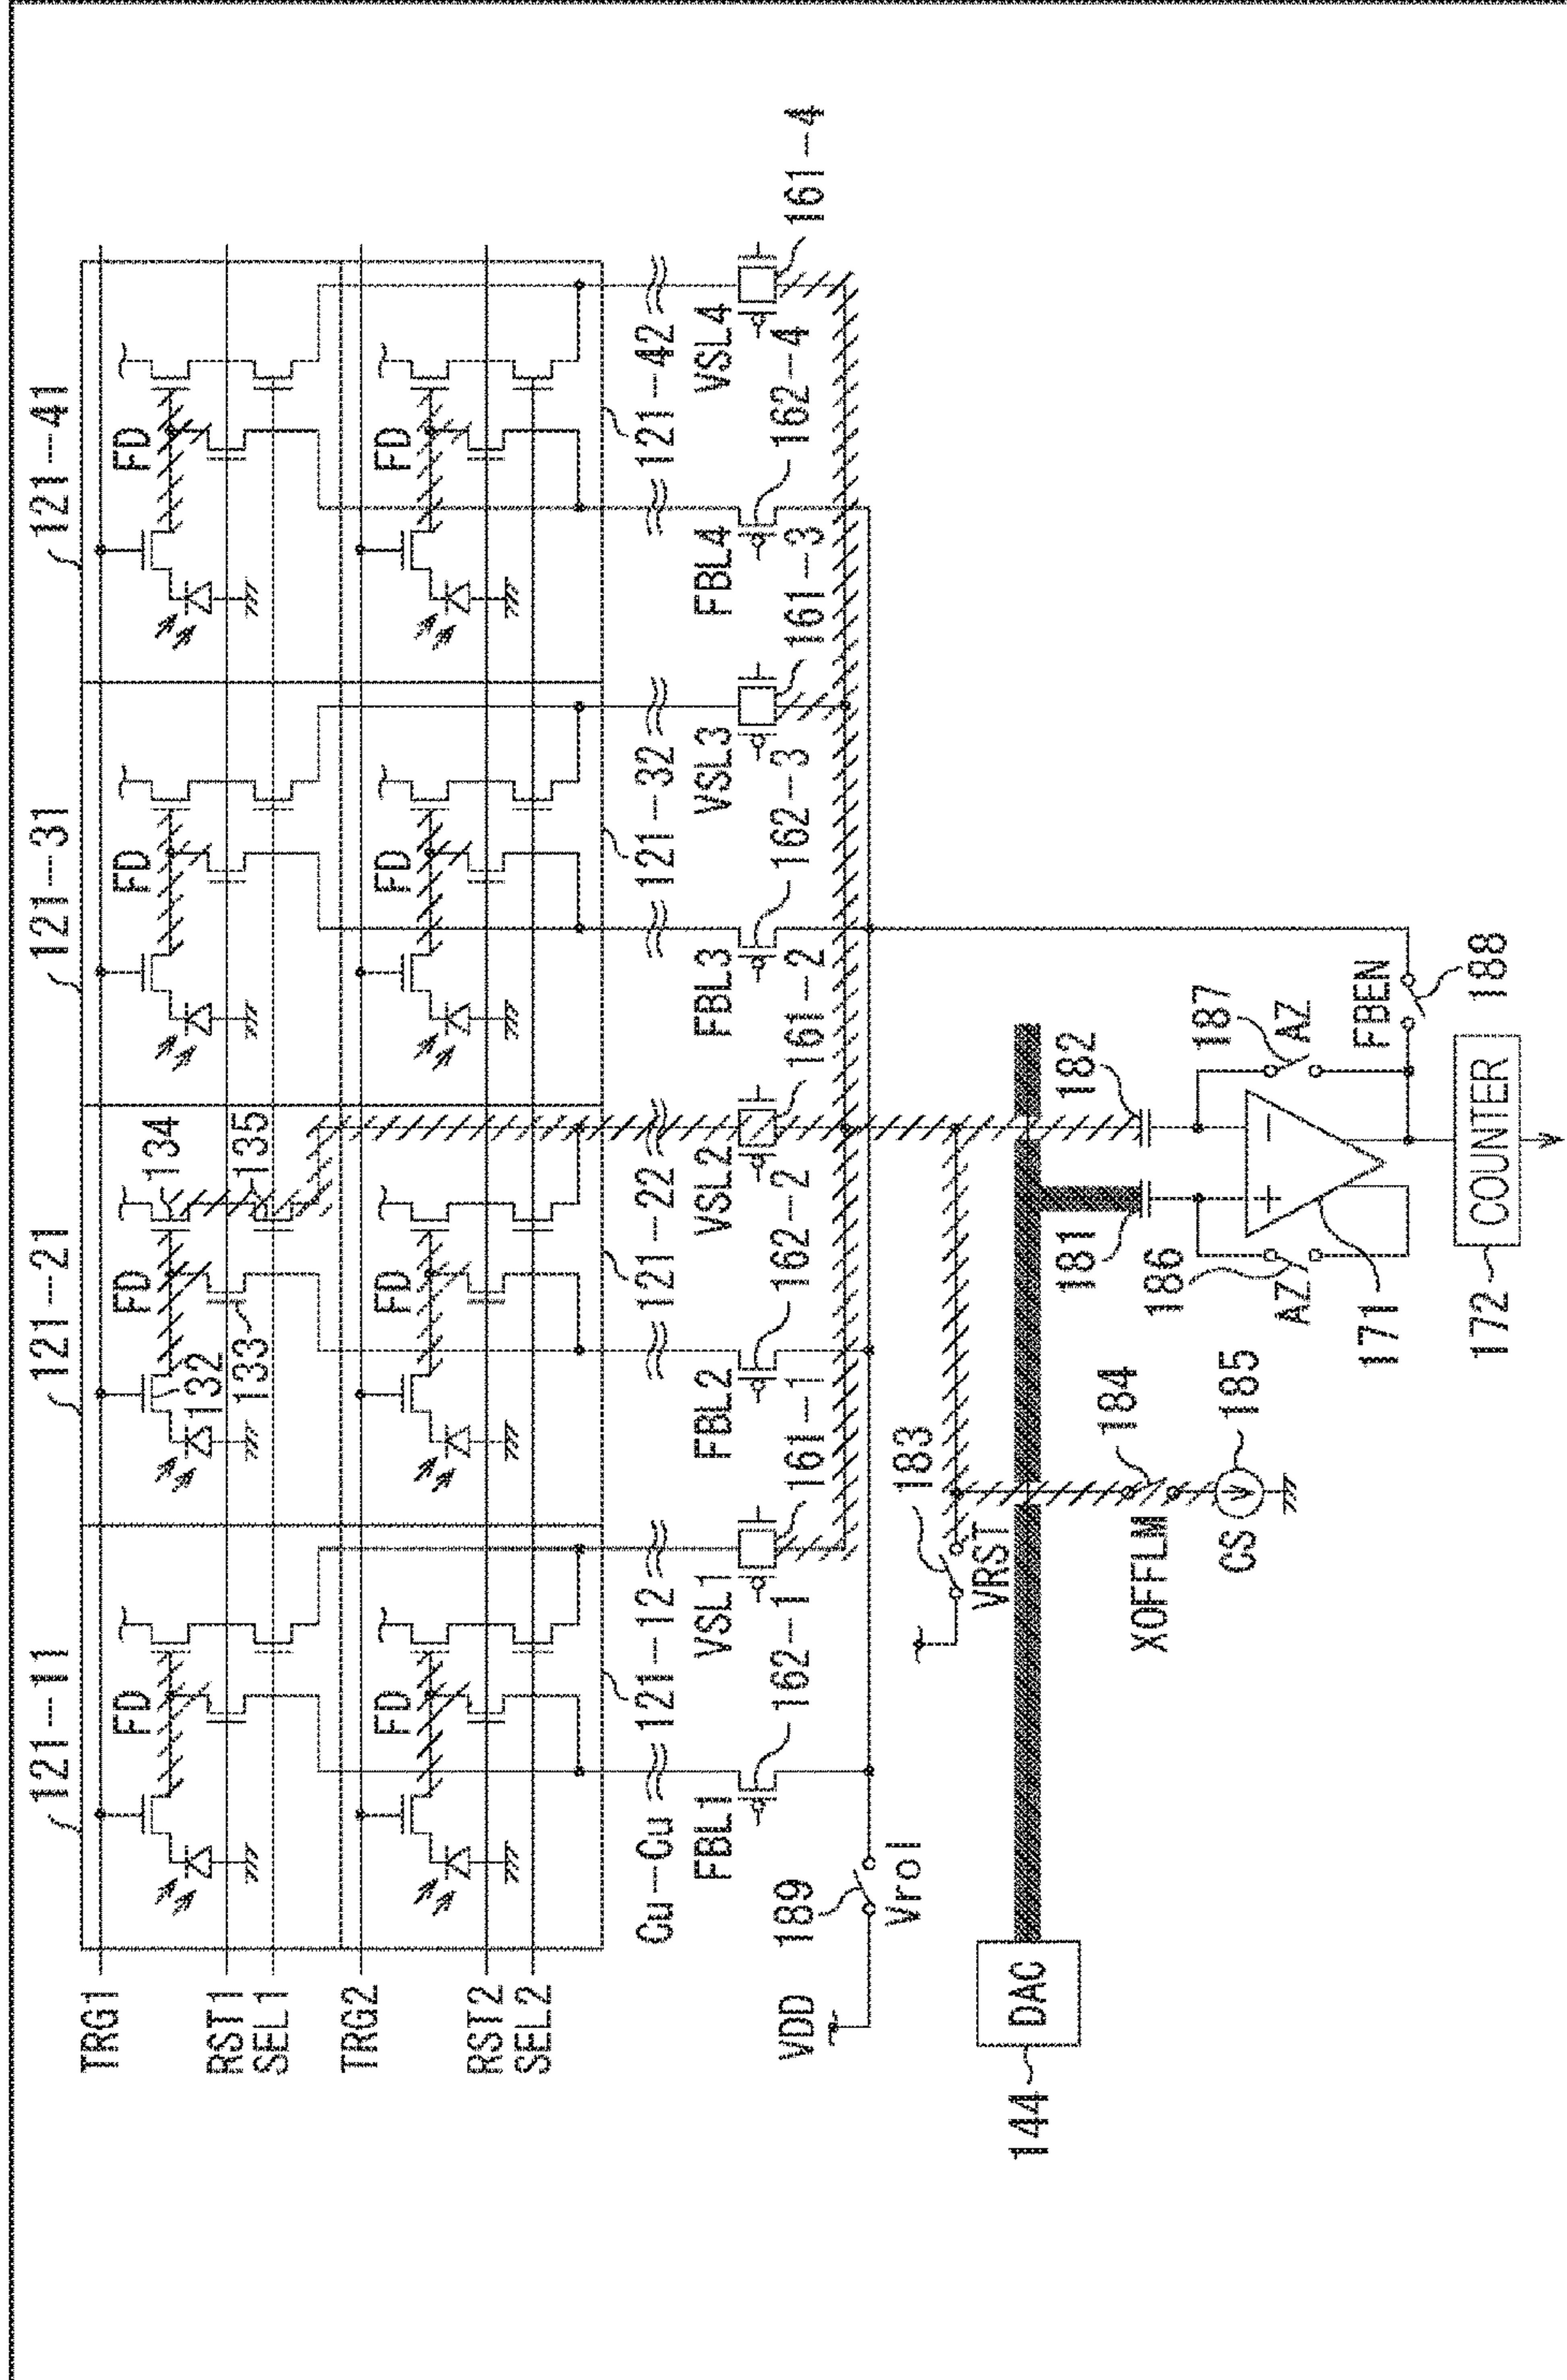 121-11
121-21
121-31
121-41
TRG1
FD
FD
134
FD
FD
132
RST1
133
135
SEL1
TRG2
FD
FD
FD
FD
RST2
SEL2
Cu-Cu
121-12
121-22
121-32
121-42
FBL1
VSL1
FBL2
VSL2
FBL3
VSL3
FBL4
VSL4
VDD
189
162-1
161-1
162-2
161-2
162-3
161-3
162-4
161-4
Vrol
183
VRST
144
DAC
181
182
XOFFLM
184
186
187
CS
185
AZ
+
-
AZ
171
FBEN
188
172
COUNTER